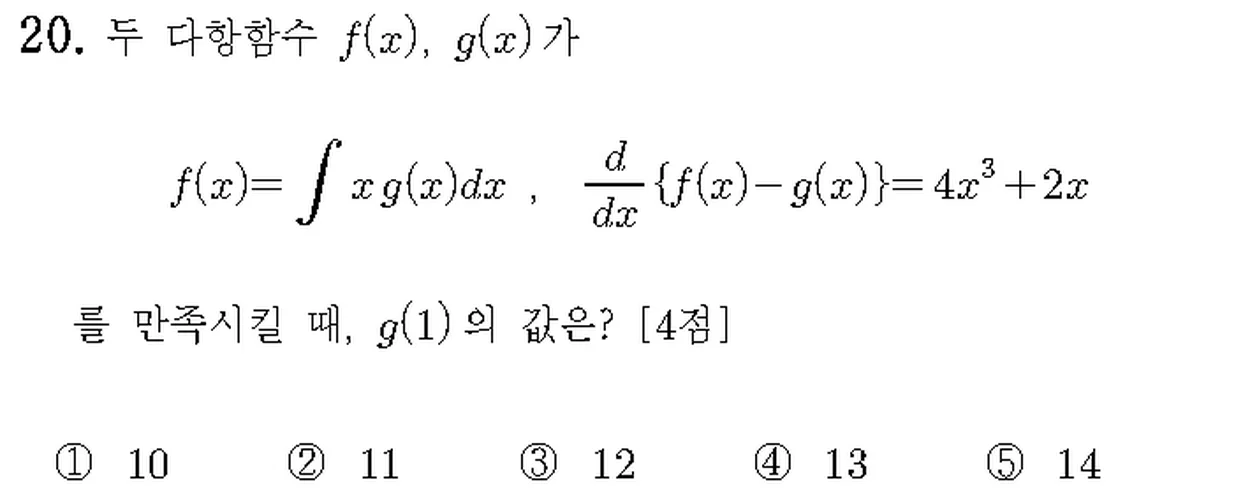 20. 두 다항함수 f(x), g(x)가
f(x)=∫xg(x)dx , d/dx{f(x)-g(x)}=4x³+2x
를 만족시킬 때, g(1)의 값은? [4점]
① 10 ② 11 ③ 12 ④ 13 ⑤ 14